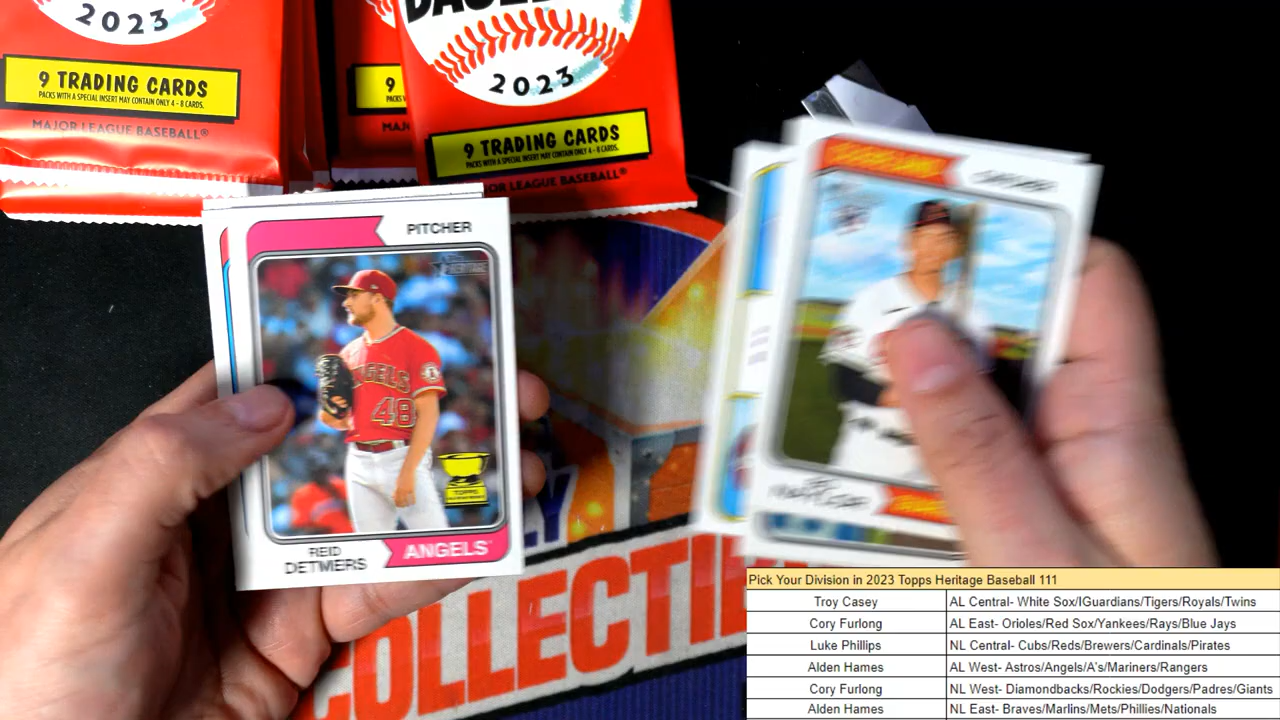 2023
9 TRADING CARDS
PACKS WITH A SPECIAL INSERT MAY CONTAIN ONLY 4 - 8 CARDS.
MAJOR LEAGUE BASEBALL®
9
MAJ
2023
9 TRADING CARDS
PACKS WITH A SPECIAL INSERT MAY CONTAIN ONLY 4 - 8 CARDS.
OR LEAGUE BASEBALL®
PITCHER
HERITAGE
ANGELS
48
TOPPS
REID
DETMERS
ANGELS
COLLECTI
Pick Your Division in 2023 Topps Heritage Baseball 111
Troy Casey AL Central- White Sox/IGuardians/Tigers/Royals/Twins
Cory Furlong AL East- Orioles/Red Sox/Yankees/Rays/Blue Jays
Luke Phillips NL Central- Cubs/Reds/Brewers/Cardinals/Pirates
Alden Hames AL West- Astros/Angels/A's/Mariners/Rangers
Cory Furlong NL West- Diamondbacks/Rockies/Dodgers/Padres/Giants
Alden Hames NL East- Braves/Marlins/Mets/Phillies/Nationals